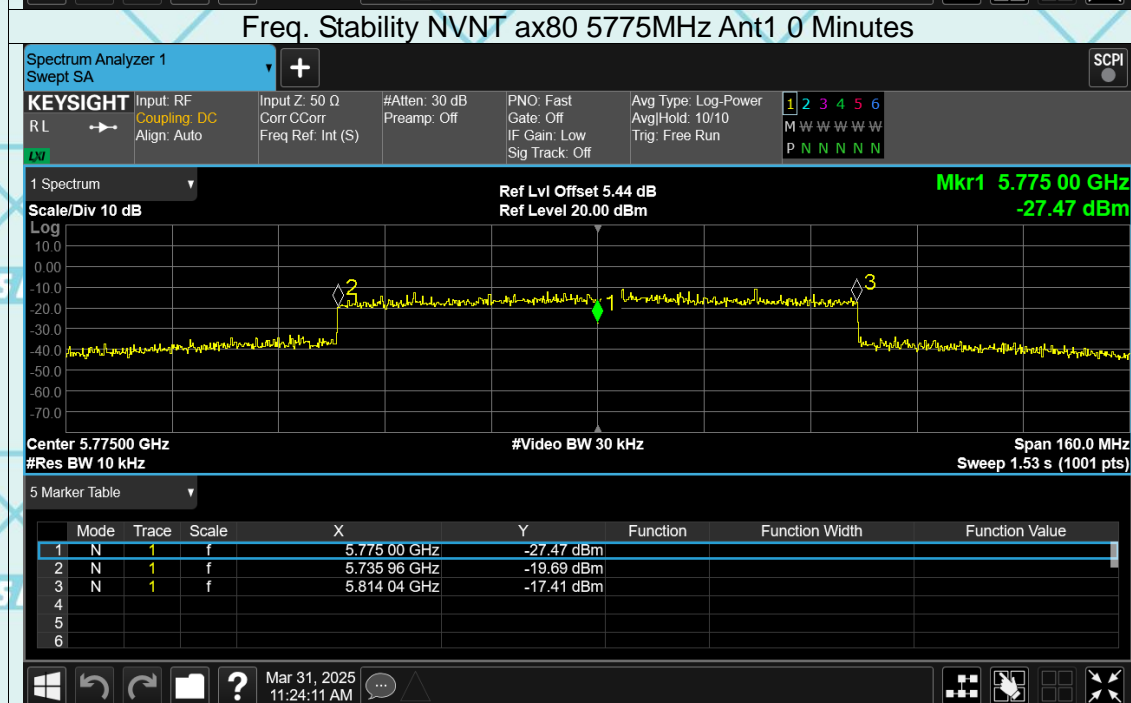 Freq. Stability NVNT ax80 5775MHz Ant1 0 Minutes
Spectrum Analyzer 1
Swept SA
+
SCPI
KEYSIGHT
RL
LXI
Input: RF
Coupling: DC
Align: Auto
Input Z: 50 Ω
Corr CCorr
Freq Ref: Int (S)
#Atten: 30 dB
Preamp: Off
PNO: Fast
Gate: Off
IF Gain: Low
Sig Track: Off
Avg Type: Log-Power
Avg|Hold: 10/10
Trig: Free Run
1 2 3 4 5 6
M W W W W W
P N N N N N
1 Spectrum
Scale/Div 10 dB
Ref Lvl Offset 5.44 dB
Ref Level 20.00 dBm
Mkr1 5.775 00 GHz
-27.47 dBm
Log
10.0
0.00
-10.0
-20.0
-30.0
-40.0
-50.0
-60.0
-70.0
2
1
3
Center 5.77500 GHz
#Video BW 30 kHz
Span 160.0 MHz
#Res BW 10 kHz
Sweep 1.53 s (1001 pts)
5 Marker Table
Mode Trace Scale X Y Function Function Width Function Value
1 N 1 f 5.775 00 GHz -27.47 dBm
2 N 1 f 5.735 96 GHz -19.69 dBm
3 N 1 f 5.814 04 GHz -17.41 dBm
4
5
6
?
Mar 31, 2025
11:24:11 AM